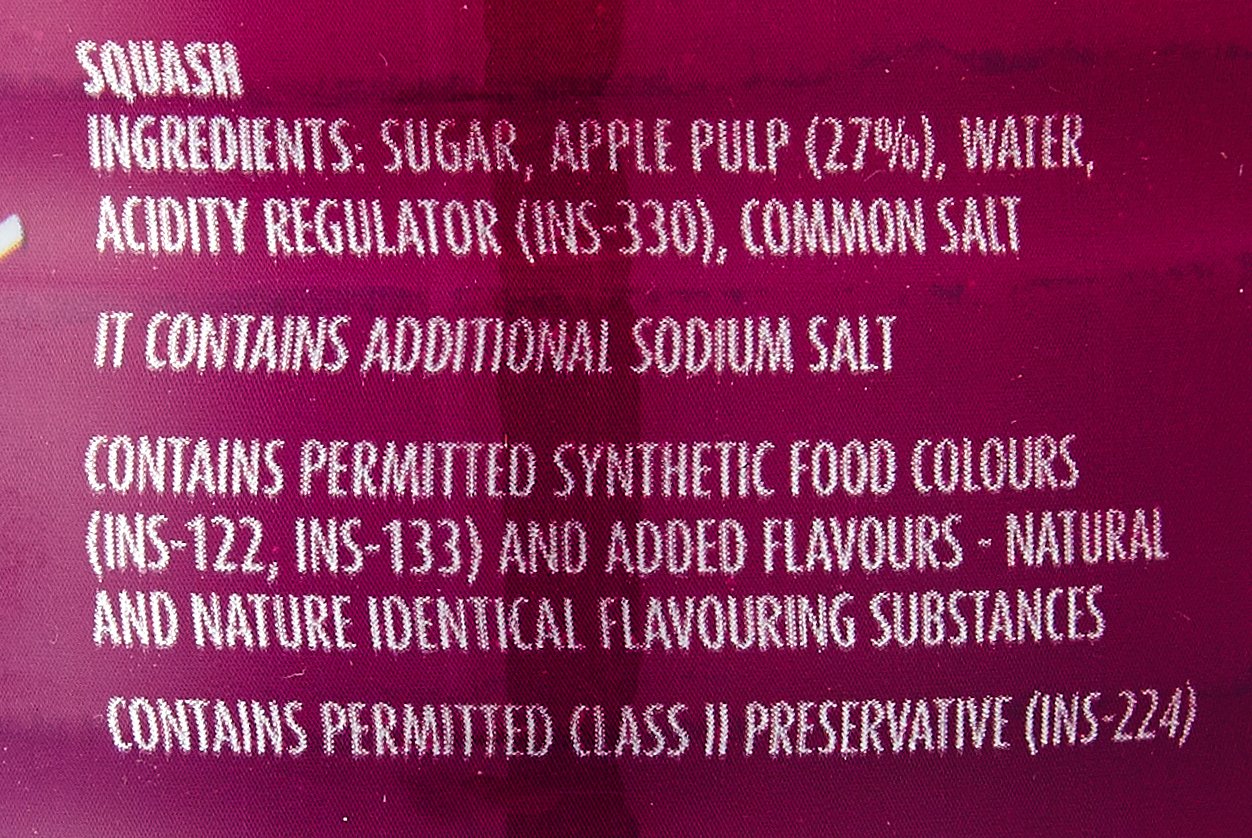 SQUASH
INGREDIENTS: SUGAR, APPLE PULP (27%), WATER,
ACIDITY REGULATOR (INS-330), COMMON SALT
IT CONTAINS ADDITIONAL SODIUM SALT
CONTAINS PERMITTED SYNTHETIC FOOD COLOURS
(INS-122, INS-133) AND ADDED FLAVOURS - NATURAL
AND NATURE IDENTICAL FLAVOURING SUBSTANCES
CONTAINS PERMITTED CLASS II PRESERVATIVE (INS-224)